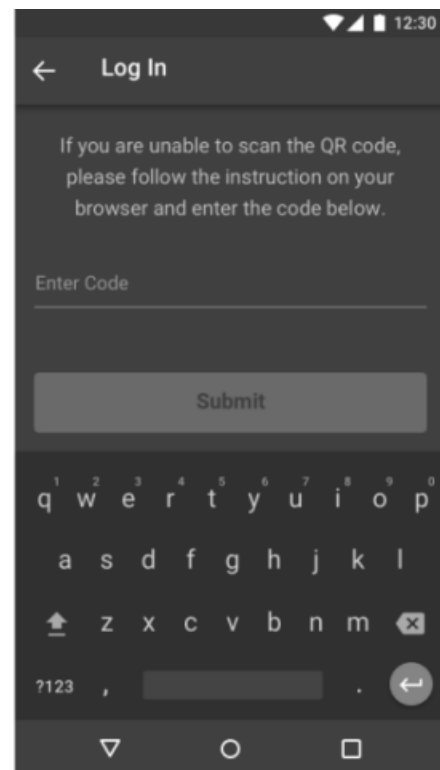 12:30
Log In
If you are unable to scan the QR code,
please follow the instruction on your
browser and enter the code below.
Enter Code
Submit
1 2 3 4 5 6 7 8 9 0
q w e r t y u i o p
a s d f g h j k l
z x c v b n m
?123 , .